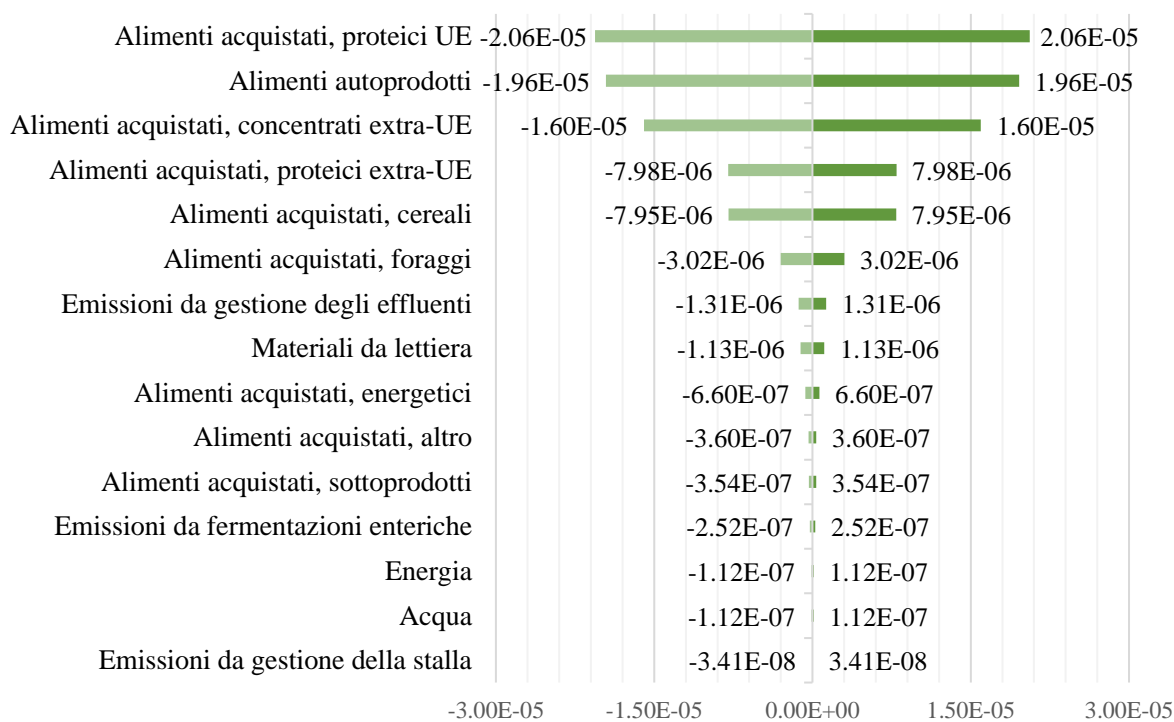 Alimenti acquistati, proteici UE -2.06E-05 2.06E-05
Alimenti autoprodotti -1.96E-05 1.96E-05
Alimenti acquistati, concentrati extra-UE -1.60E-05 1.60E-05
Alimenti acquistati, proteici extra-UE -7.98E-06 7.98E-06
Alimenti acquistati, cereali -7.95E-06 7.95E-06
Alimenti acquistati, foraggi -3.02E-06 3.02E-06
Emissioni da gestione degli effluenti -1.31E-06 1.31E-06
Materiali da lettiera -1.13E-06 1.13E-06
Alimenti acquistati, energetici -6.60E-07 6.60E-07
Alimenti acquistati, altro -3.60E-07 3.60E-07
Alimenti acquistati, sottoprodotti -3.54E-07 3.54E-07
Emissioni da fermentazioni enteriche -2.52E-07 2.52E-07
Energia -1.12E-07 1.12E-07
Acqua -1.12E-07 1.12E-07
Emissioni da gestione della stalla -3.41E-08 3.41E-08
-3.00E-05 -1.50E-05 0.00E+00 1.50E-05 3.00E-05